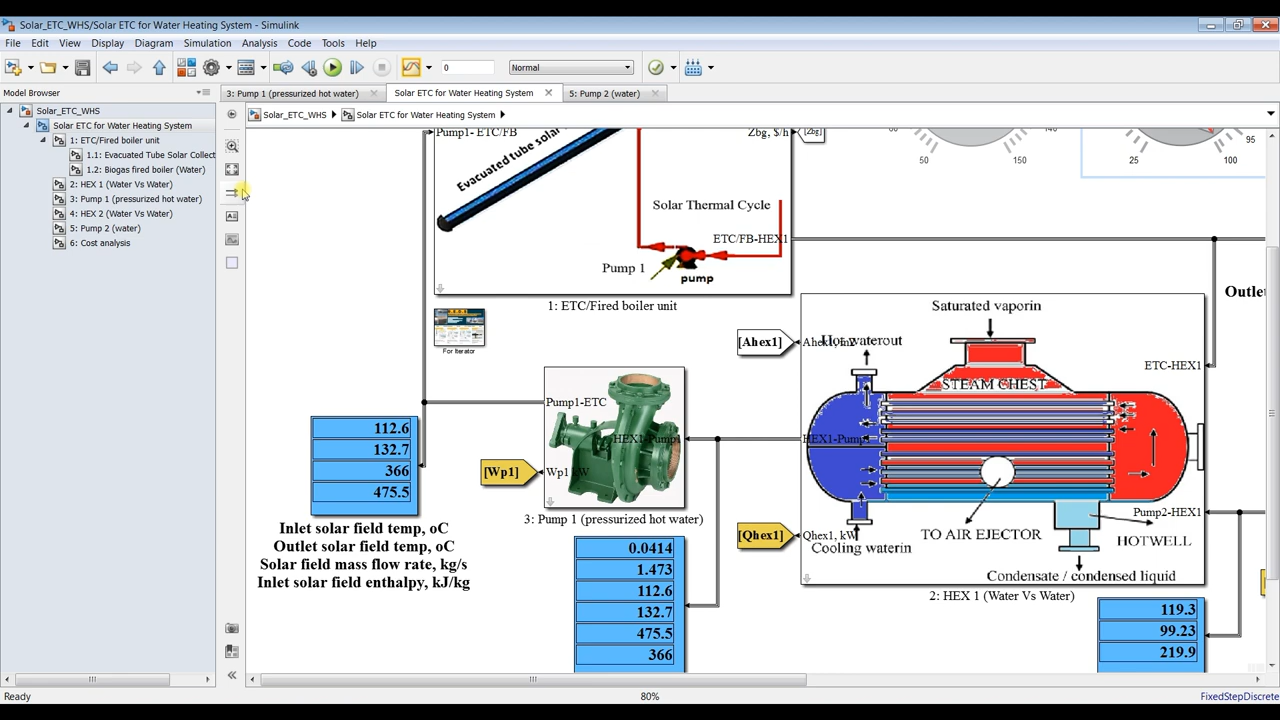 Solar_ETC_WHS/Solar ETC for Water Heating System - Simulink
File Edit View Display Diagram Simulation Analysis Code Tools Help
0
Normal
Model Browser
3: Pump 1 (pressurized hot water)
Solar ETC for Water Heating System
5: Pump 2 (water)
Solar_ETC_WHS
Solar ETC for Water Heating System
1: ETC/Fired boiler unit
1.1: Evacuated Tube Solar Collect
1.2: Biogas fired boiler (Water)
2: HEX 1 (Water Vs Water)
3: Pump 1 (pressurized hot water)
4: HEX 2 (Water Vs Water)
5: Pump 2 (water)
6: Cost analysis
Solar_ETC_WHS
Solar ETC for Water Heating System
Pump1- ETC/FB
Zbg, $/h
[Zbg]
95
50
150
25
100
Evacuated tube solar
Solar Thermal Cycle
ETC/FB-HEX1
Pump 1
pump
1: ETC/Fired boiler unit
For Iterator
Outlet
Saturated vaporin
[Ahex1]
Hot waterout
ETC-HEX1
STEAM CHEST
Pump1-ETC
HEX1-Pump1
HEX1-Pump1
112.6
132.7
366
475.5
[Wp1]
Wp1, kW
3: Pump 1 (pressurized hot water)
Inlet solar field temp, oC
Outlet solar field temp, oC
Solar field mass flow rate, kg/s
Inlet solar field enthalpy, kJ/kg
[Qhex1]
Qhex1, kW
Cooling waterin
TO AIR EJECTOR
Pump2-HEX1
HOTWELL
Condensate / condensed liquid
2: HEX 1 (Water Vs Water)
0.0414
1.473
112.6
132.7
475.5
366
119.3
99.23
219.9
Ready
80%
FixedStepDiscrete